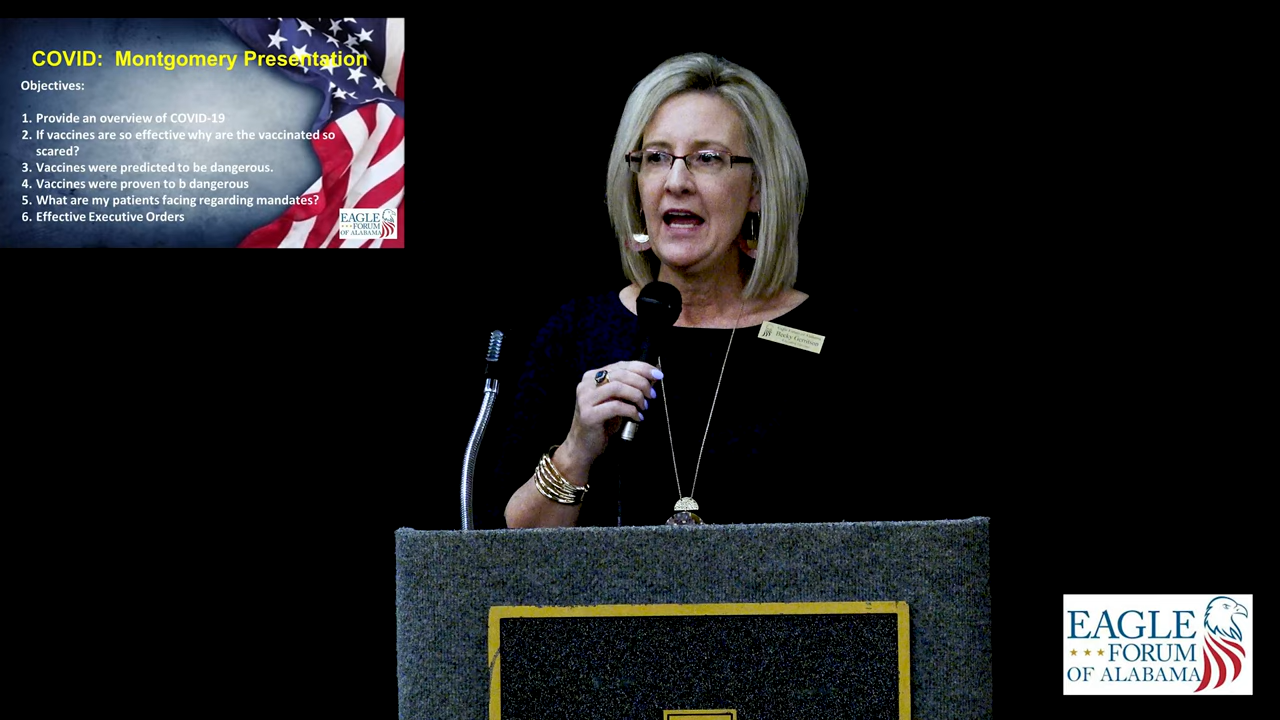 COVID: Montgomery Presentation
Objectives:
1. Provide an overview of COVID-19
2. If vaccines are so effective why are the vaccinated so
scared?
3. Vaccines were predicted to be dangerous.
4. Vaccines were proven to b dangerous
5. What are my patients facing regarding mandates?
6. Effective Executive Orders
EAGLE
FORUM
OF ALABAMA
Becky Gerritson
EAGLE
FORUM
OF ALABAMA